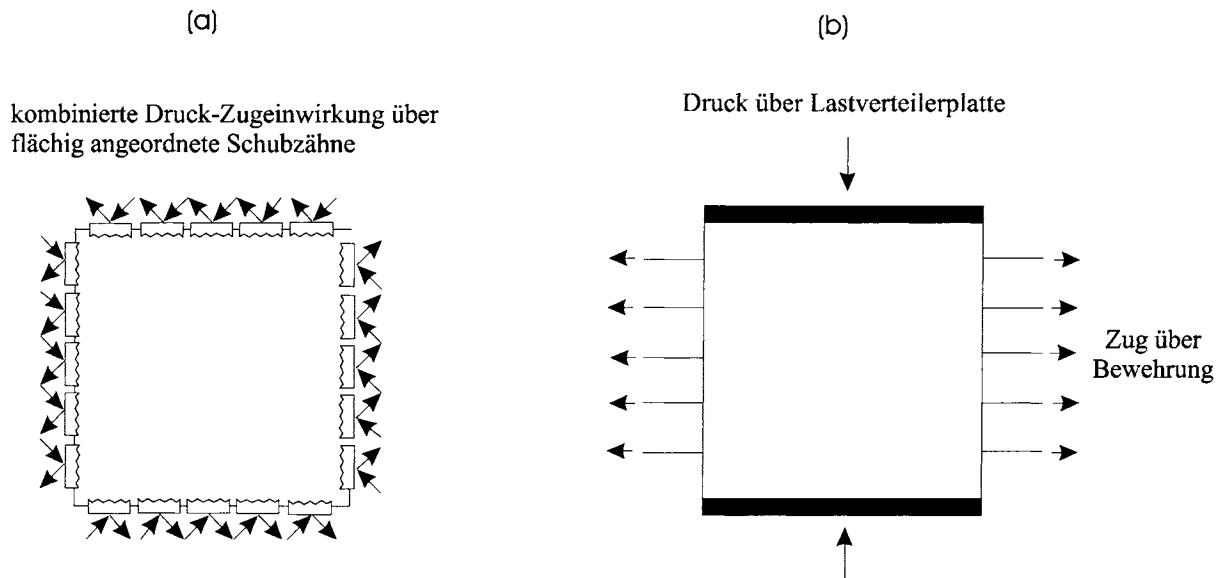 (a)
kombinierte Druck-Zugeinwirkung über
flächig angeordnete Schubzähne
(b)
Druck über Lastverteilerplatte
Zug über
Bewehrung